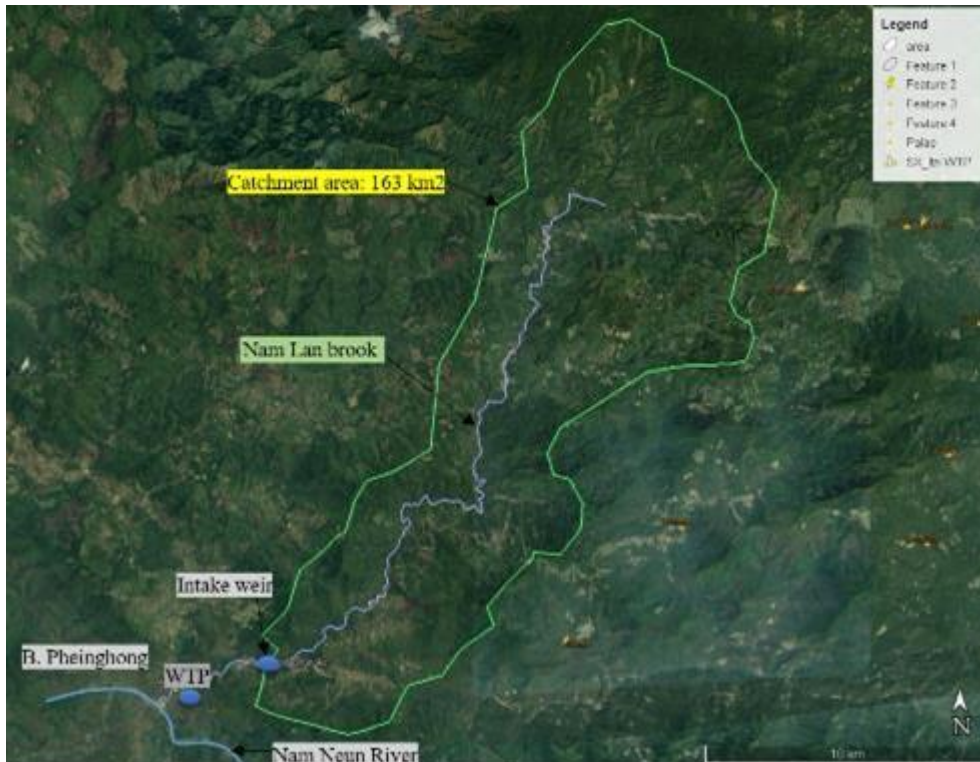 Legend
area
Feature 1
Feature 2
Feature 3
Feature 4
Catchment area: 163 km2
Nam Lan brook
Intake weir
B. Pheinghong
WTP
Nam Neun River
10 km
N